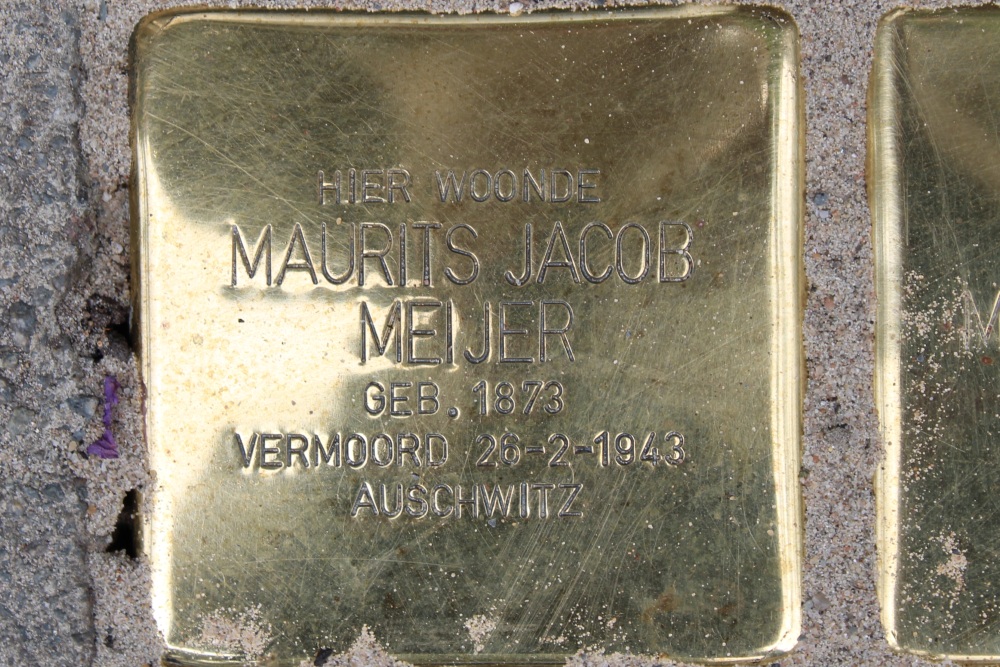 HIER WOONDE
MAURITS JACOB
MEIJER
GEB. 1873
VERMOORD 26-2-1943
AUSCHWITZ